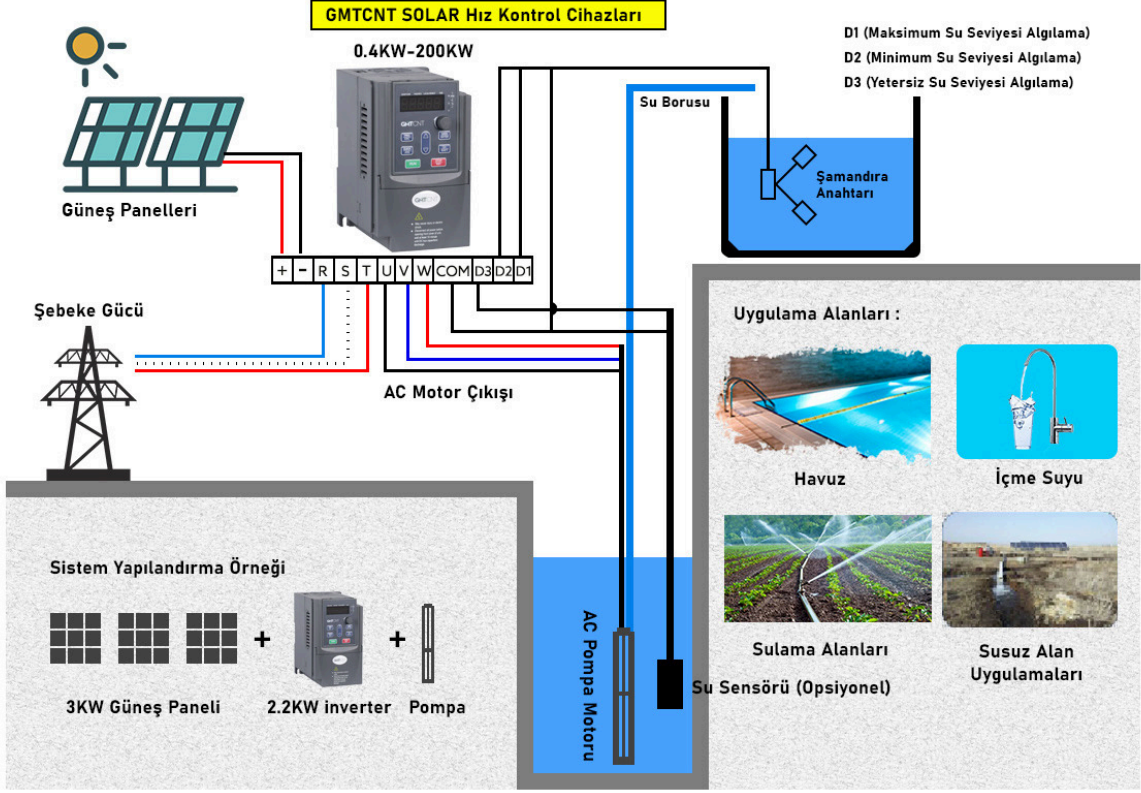 GMTCNT SOLAR Hız Kontrol Cihazları
0.4KW-200KW
D1 (Maksimum Su Seviyesi Algılama)
D2 (Minimum Su Seviyesi Algılama)
D3 (Yetersiz Su Seviyesi Algılama)
Su Borusu
GMTCNT
GMTCNT
Şamandıra
Anahtarı
Güneş Panelleri
+ - R S T U V W COM D3 D2 D1
Şebeke Gücü
AC Motor Çıkışı
Uygulama Alanları :
Havuz
İçme Suyu
Sistem Yapılandırma Örneği
+
+
3KW Güneş Paneli
2.2KW inverter
Pompa
AC Pompa Motoru
Su Sensörü (Opsiyonel)
Sulama Alanları
Susuz Alan
Uygulamaları